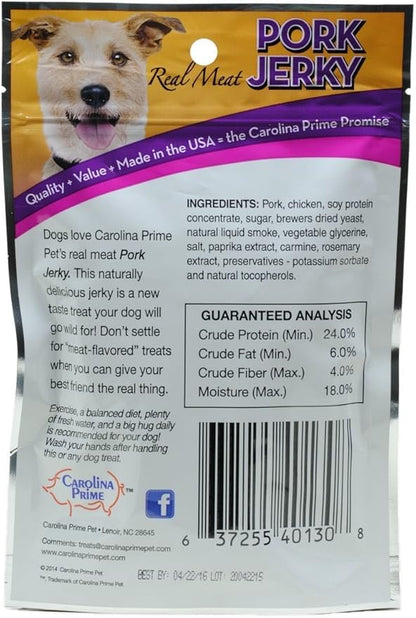 Real Meat PORK
JERKY
Quality + Value + Made in the USA = the Carolina Prime Promise
Dogs love Carolina Prime
Pet's real meat Pork
Jerky. This naturally
delicious jerky is a new
taste treat your dog will
go wild for! Don't settle
for "meat-flavored" treats
when you can give your
best friend the real thing.
Exercise, a balanced diet, plenty
of fresh water, and a big hug daily
is recommended for your dog!
Wash your hands after handling
this or any dog treat.
CAROLINA
PRIME™
Carolina Prime Pet • Lenoir, NC 28645
Comments: treats@carolinaprimepet.com
www.carolinaprimepet.com
© 2014 Carolina Prime Pet
™, Trademark of Carolina Prime Pet
INGREDIENTS: Pork, chicken, soy protein
concentrate, sugar, brewers dried yeast,
natural liquid smoke, vegetable glycerine,
salt, paprika extract, carmine, rosemary
extract, preservatives - potassium sorbate
and natural tocopherols.
GUARANTEED ANALYSIS
Crude Protein (Min.) 24.0%
Crude Fat (Min.) 6.0%
Crude Fiber (Max.) 4.0%
Moisture (Max.) 18.0%
f
6 37255 40130 8
BEST BY: 04/22/16 LOT: 20042215